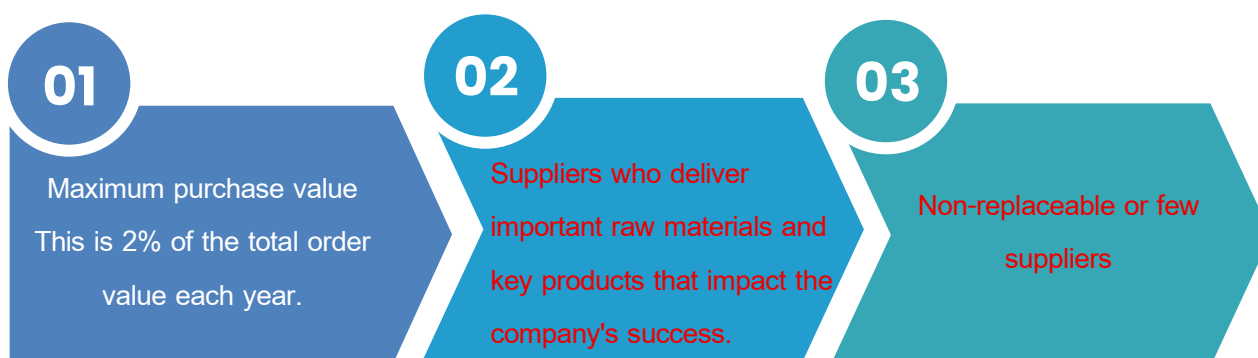 01
Maximum purchase value
This is 2% of the total order
value each year.
02
Suppliers who deliver
important raw materials and
key products that impact the
company's success.
03
Non-replaceable or few
suppliers